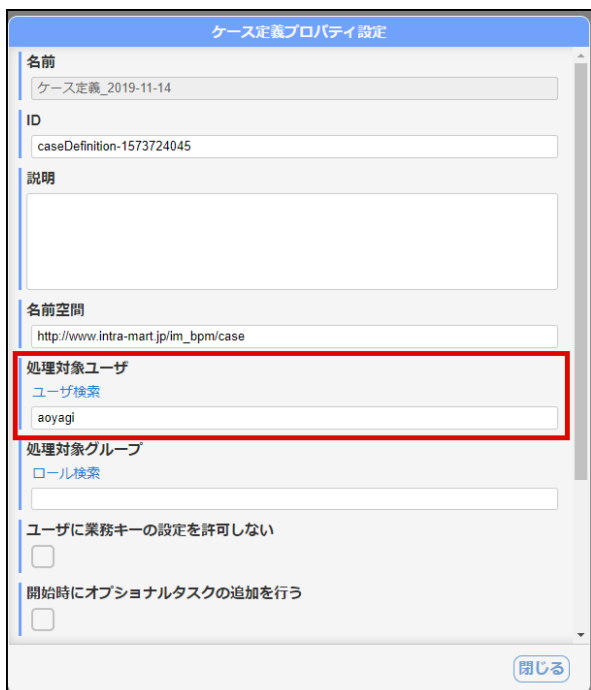 ケース定義プロパティ設定
名前
ケース定義_2019-11-14
ID
caseDefinition-1573724045
説明
名前空間
http://www.intra-mart.jp/im_bpm/case
処理対象ユーザ
ユーザ検索
aoyagi
処理対象グループ
ロール検索
ユーザに業務キーの設定を許可しない
開始時にオプショナルタスクの追加を行う
閉じる